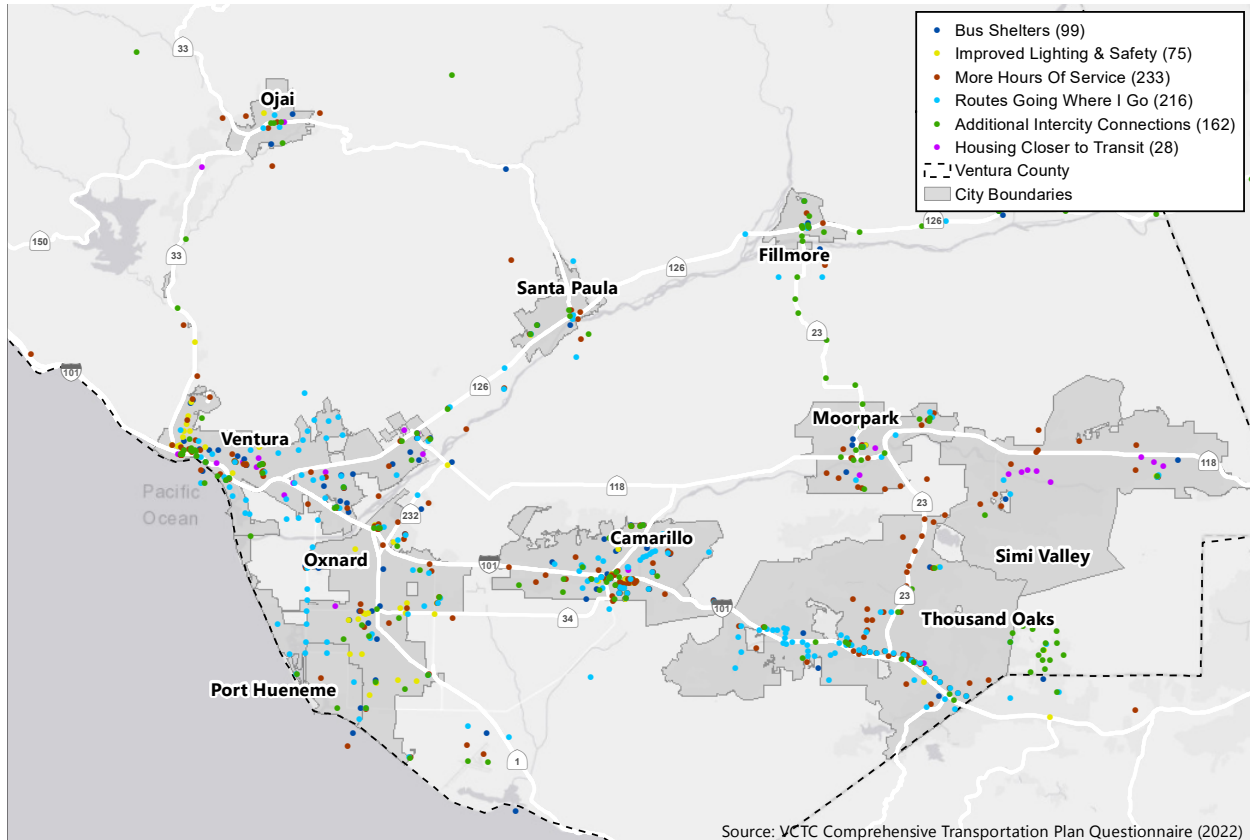 Bus Shelters (99)
Improved Lighting & Safety (75)
More Hours Of Service (233)
Routes Going Where I Go (216)
Additional Intercity Connections (162)
Housing Closer to Transit (28)
Ventura County
City Boundaries
33
Ojai
150
33
126
Fillmore
126
Santa Paula
23
101
126
Moorpark
Ventura
118
118
Pacific
Ocean
23
232
Camarillo
Oxnard
Simi Valley
101
23
101
34
Thousand Oaks
Port Hueneme
1
Source: VCTC Comprehensive Transportation Plan Questionnaire (2022)